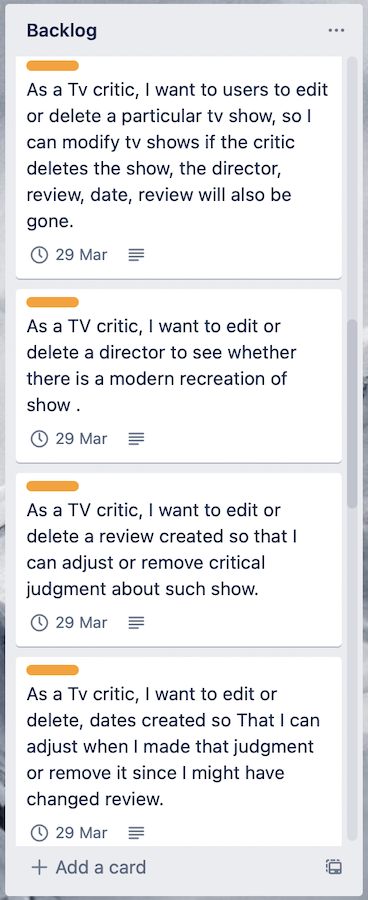 Backlog
As a Tv critic, I want to users to edit
or delete a particular tv show, so I
can modify tv shows if the critic
deletes the show, the director,
review, date, review will also be
gone.
29 Mar
As a TV critic, I want to edit or
delete a director to see whether
there is a modern recreation of
show .
29 Mar
As a TV critic, I want to edit or
delete a review created so that I
can adjust or remove critical
judgment about such show.
29 Mar
As a Tv critic, I want to edit or
delete, dates created so That I can
adjust when I made that judgment
or remove it since I might have
changed review.
29 Mar
Add a card